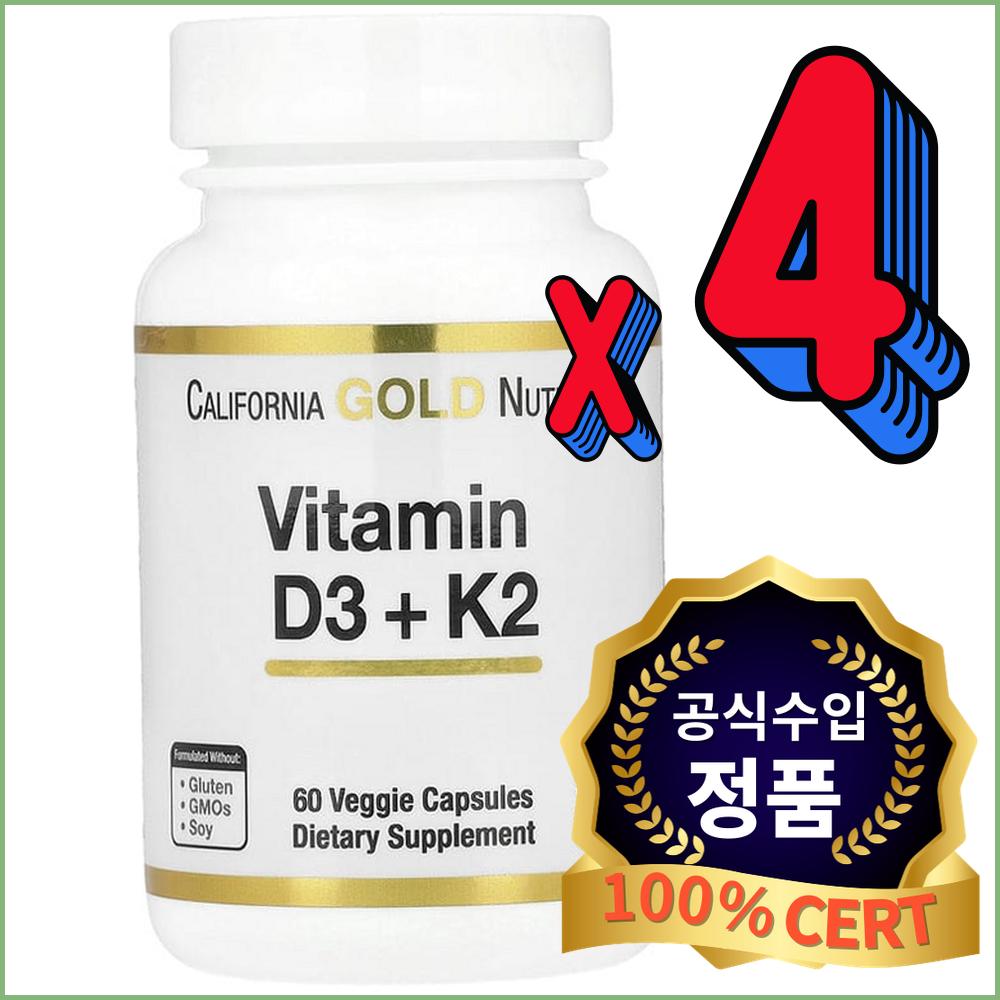 CALIFORNIA GOLD
Vitamin
D3 + K2
Formulated Without:
• Gluten
• GMOs
• Soy
60 Veggie Capsules
Dietary Supplement
x 4
공식수입
정품
100% CERT